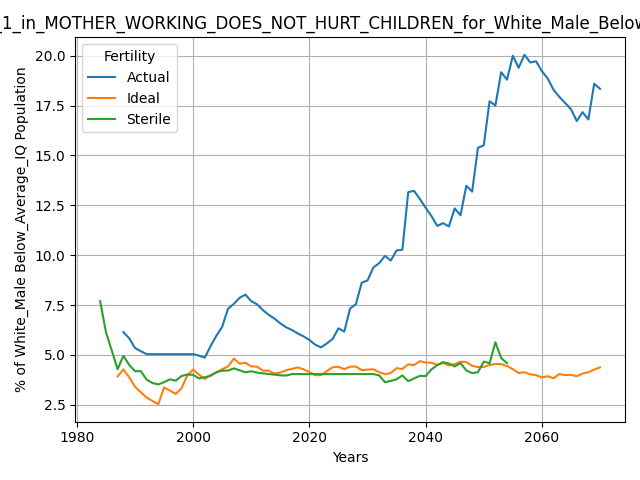 _1_in_MOTHER_WORKING_DOES_NOT_HURT_CHILDREN_for_White_Male_Below
Fertility
Actual
Ideal
Sterile
% of White_Male Below_Average_IQ Population
20.0
17.5
15.0
12.5
10.0
7.5
5.0
2.5
1980 2000 2020 2040 2060
Years